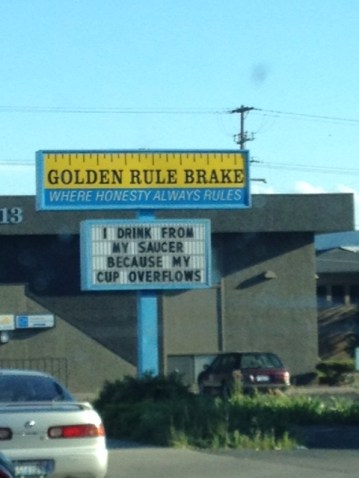 GOLDEN RULE BRAKE
WHERE HONESTY ALWAYS RULES
13
I DRINK FROM
MY SAUCER
BECAUSE MY
CUP OVERFLOWS